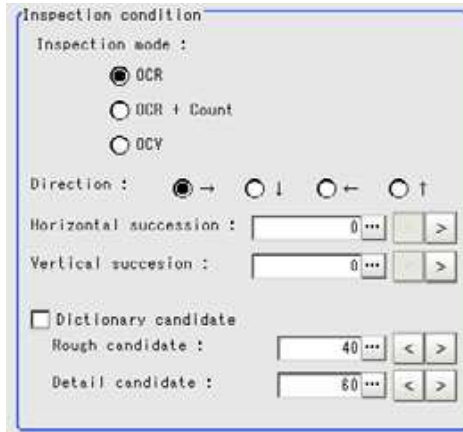 Inspection condition
Inspection mode :
OCR
OCR + Count
OCV
Direction : → ↓ ← ↑
Horizontal succession : 0 ... >
Vertical succesion : 0 ... >
Dictionary candidate
Rough candidate : 40 ... < >
Detail candidate : 60 ... < >